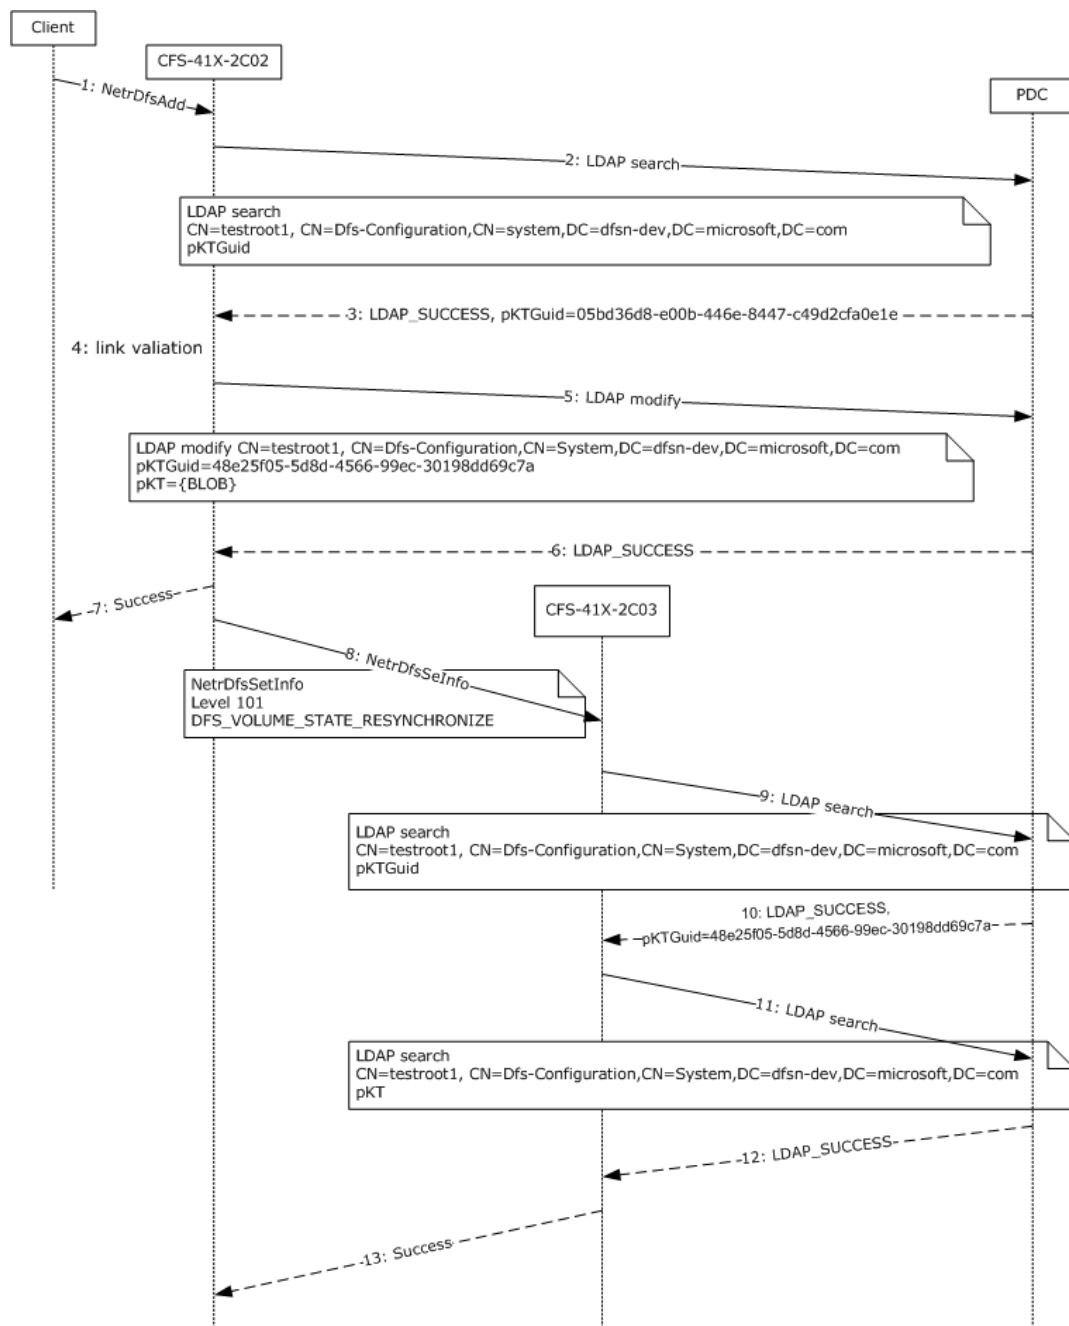 Client
CFS-41X-2C02
PDC
1: NetrDfsAdd
2: LDAP search
LDAP search
CN=testroot1, CN=Dfs-Configuration,CN=system,DC=dfsn-dev,DC=microsoft,DC=com
pKTGuid
3: LDAP_SUCCESS, pKTGuid=05bd36d8-e00b-446e-8447-c49d2cfa0e1e
4: link valiation
5: LDAP modify
LDAP modify CN=testroot1, CN=Dfs-Configuration,CN=System,DC=dfsn-dev,DC=microsoft,DC=com
pKTGuid=48e25f05-5d8d-4566-99ec-30198dd69c7a
pKT={BLOB}
6: LDAP_SUCCESS
7: Success
CFS-41X-2C03
8: NetrDfsSeInfo
NetrDfsSetInfo
Level 101
DFS_VOLUME_STATE_RESYNCHRONIZE
9: LDAP search
LDAP search
CN=testroot1, CN=Dfs-Configuration,CN=System,DC=dfsn-dev,DC=microsoft,DC=com
pKTGuid
10: LDAP_SUCCESS,
pKTGuid=48e25f05-5d8d-4566-99ec-30198dd69c7a
11: LDAP search
LDAP search
CN=testroot1, CN=Dfs-Configuration,CN=System,DC=dfsn-dev,DC=microsoft,DC=com
pKT
12: LDAP_SUCCESS
13: Success